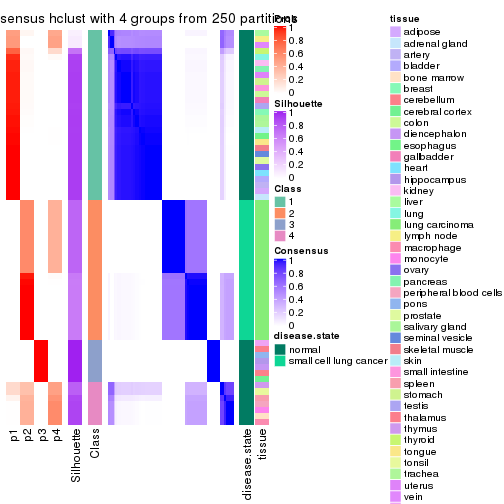 sensus hclust with 4 groups from 250 partitions
Prob
1
0.8
0.6
0.4
0.2
0
Silhouette
1
0.8
0.6
0.4
0.2
0
Class
1
2
3
4
Consensus
1
0.8
0.6
0.4
0.2
0
disease.state
normal
small cell lung cancer
tissue
adipose
adrenal gland
artery
bladder
bone marrow
breast
cerebellum
cerebral cortex
colon
diencephalon
esophagus
gallbadder
heart
hippocampus
kidney
liver
lung
lung carcinoma
lymph node
macrophage
monocyte
ovary
pancreas
peripheral blood cells
pons
prostate
salivary gland
seminal vesicle
skeletal muscle
skin
small intestine
spleen
stomach
testis
thalamus
thymus
thyroid
tongue
tonsil
trachea
uterus
vein
p1
p2
p3
p4
Silhouette
Class
disease.state
tissue